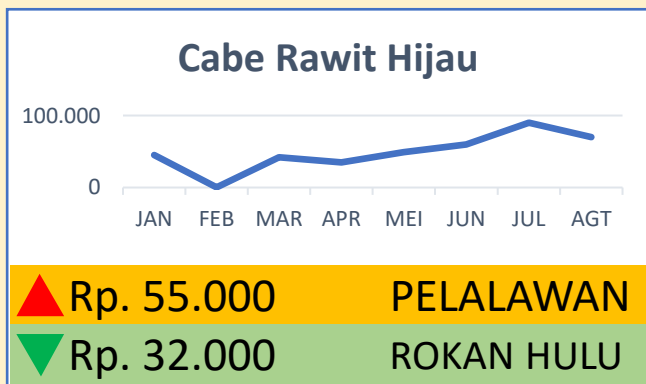 Cabe Rawit Hijau
100.000
0
JAN FEB MAR APR MEI JUN JUL AGT
Rp. 55.000 PELALAWAN
Rp. 32.000 ROKAN HULU